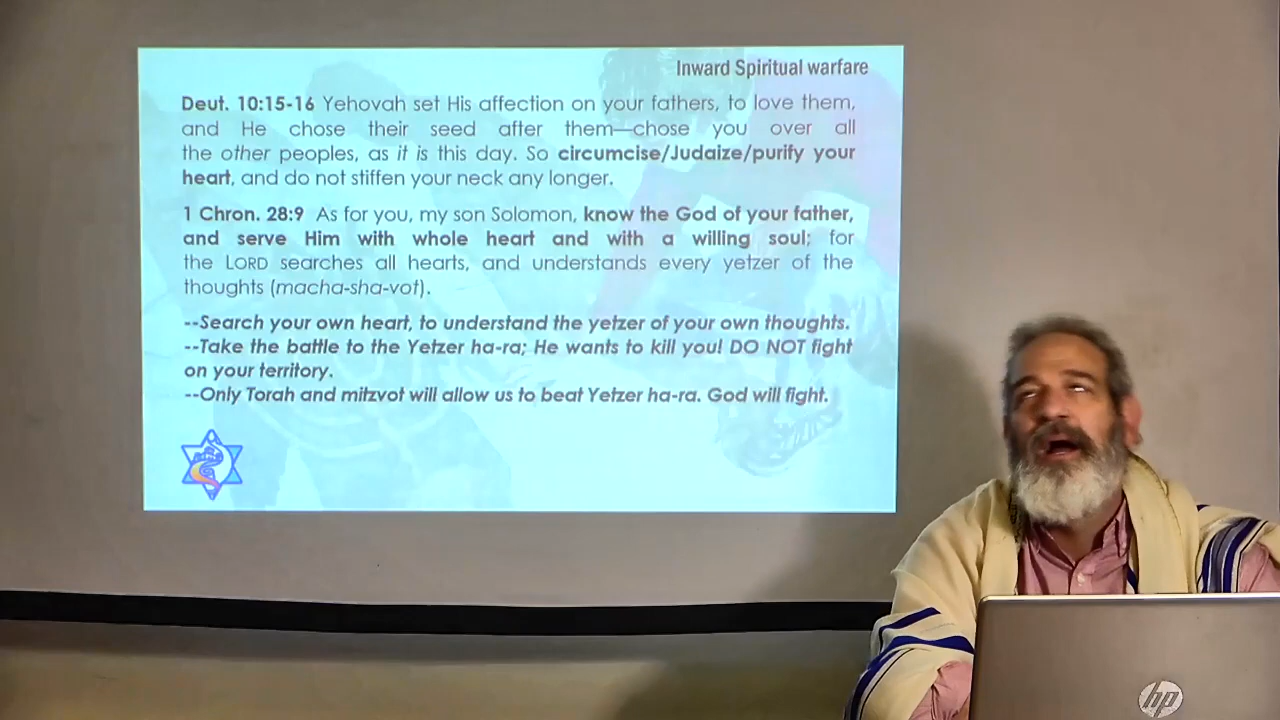 Inward Spiritual warfare
Deut. 10:15-16 Yehovah set His affection on your fathers, to love them,
and He chose their seed after them—chose you over all
the other peoples, as it is this day. So circumcise/Judaize/purify your
heart, and do not stiffen your neck any longer.
1 Chron. 28:9 As for you, my son Solomon, know the God of your father,
and serve Him with whole heart and with a willing soul; for
the LORD searches all hearts, and understands every yetzer of the
thoughts (macha-sha-vot).
--Search your own heart, to understand the yetzer of your own thoughts.
--Take the battle to the Yetzer ha-ra; He wants to kill you! DO NOT fight
on your territory.
--Only Torah and mitzvot will allow us to beat Yetzer ha-ra. God will fight.
hp